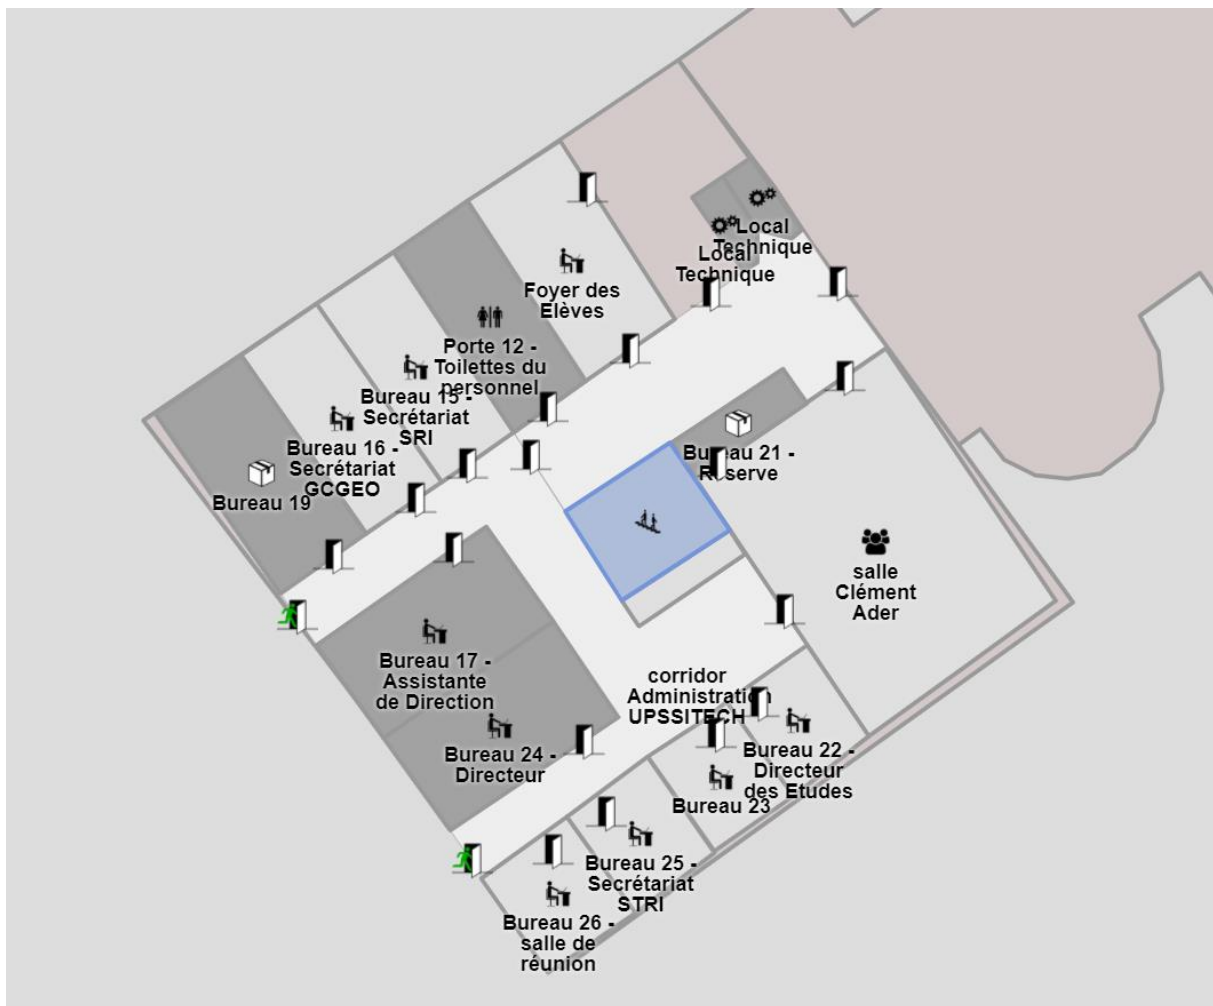 Local
Technique
Local
Technique
Foyer des
Elèves
Porte 12 -
Toilettes du
personnel
Bureau 15 -
Secrétariat
SRI
Bureau 16 -
Secrétariat
GCGEO
Bureau 19
Bureau 21 -
Réserve
salle
Clément
Ader
Bureau 17 -
Assistante
de Direction
corridor
Administration
UPSSITECH
Bureau 24 -
Directeur
Bureau 22 -
Directeur
des Etudes
Bureau 23
Bureau 25 -
Secrétariat
STRI
Bureau 26 -
salle de
réunion